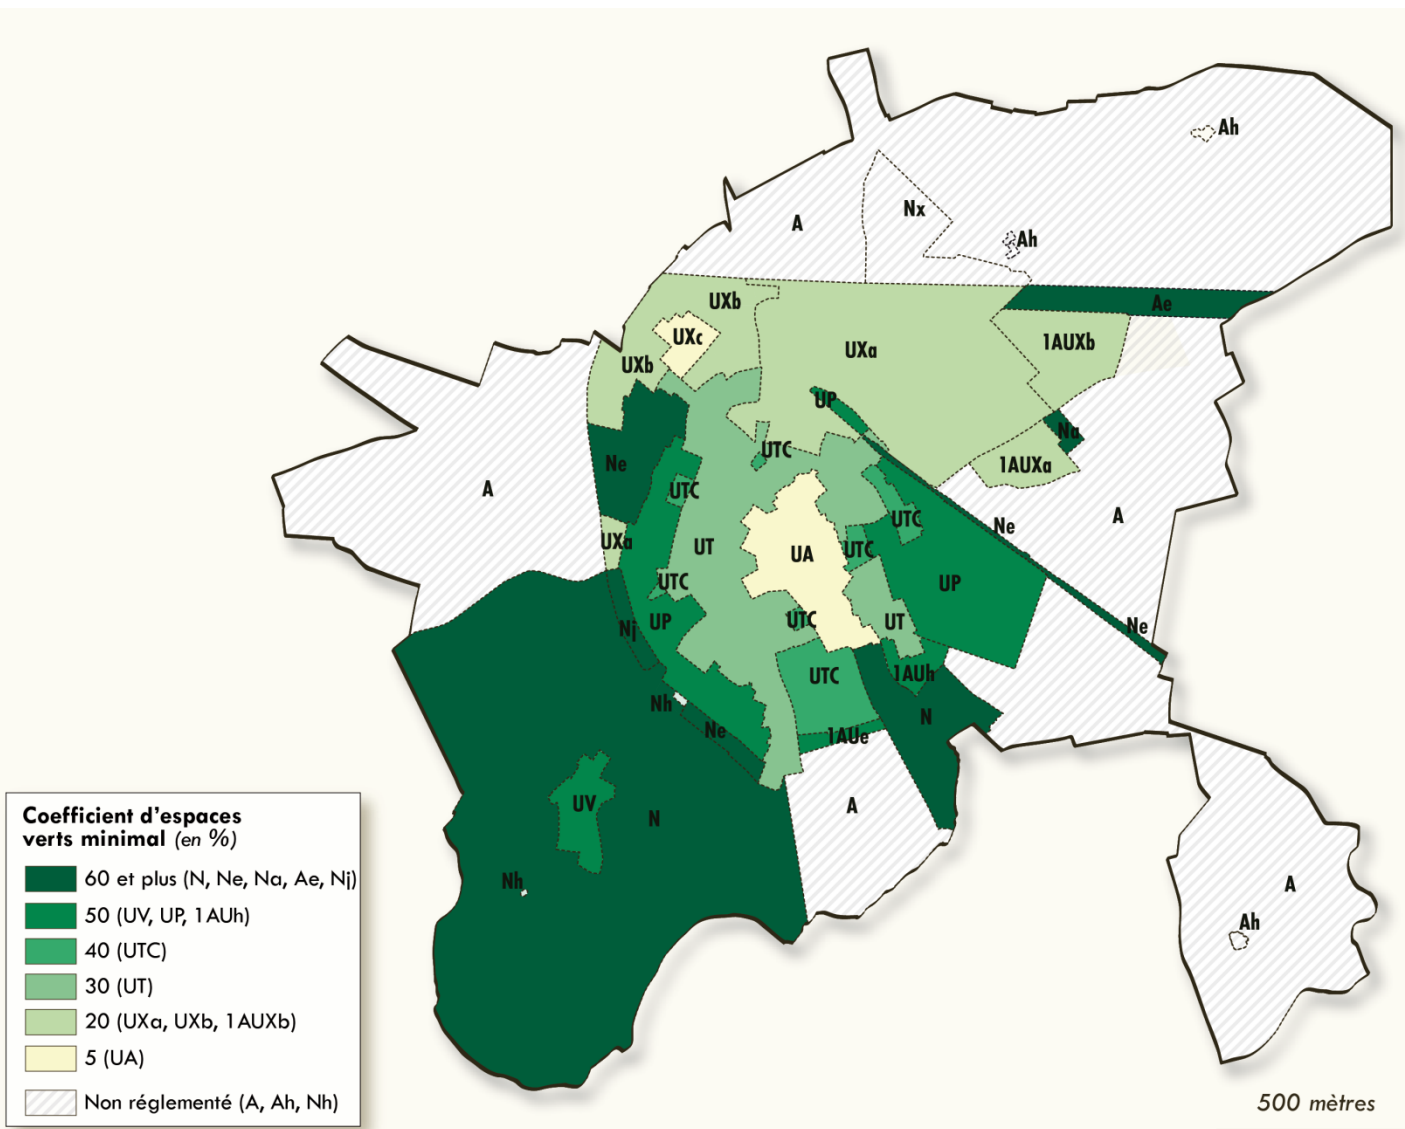 Ah
Nx
A
Ah
UXb
Ae
UXc
1AUXb
UXa
UXb
UP
Na
UTC
Ne
1AUXa
A
UTC
A
UTC
Ne
UXa
UT
UA
UTC
UTC
UP
UP
UTC
UT
Ne
Nj
UTC
1AUh
Nh
N
Ne
1AUe
UV
A
N
Nh
A
Ah
Coefficient d'espaces
verts minimal (en %)
60 et plus (N, Ne, Na, Ae, Nj)
50 (UV, UP, 1AUh)
40 (UTC)
30 (UT)
20 (UXa, UXb, 1AUXb)
5 (UA)
Non réglementé (A, Ah, Nh)
500 mètres